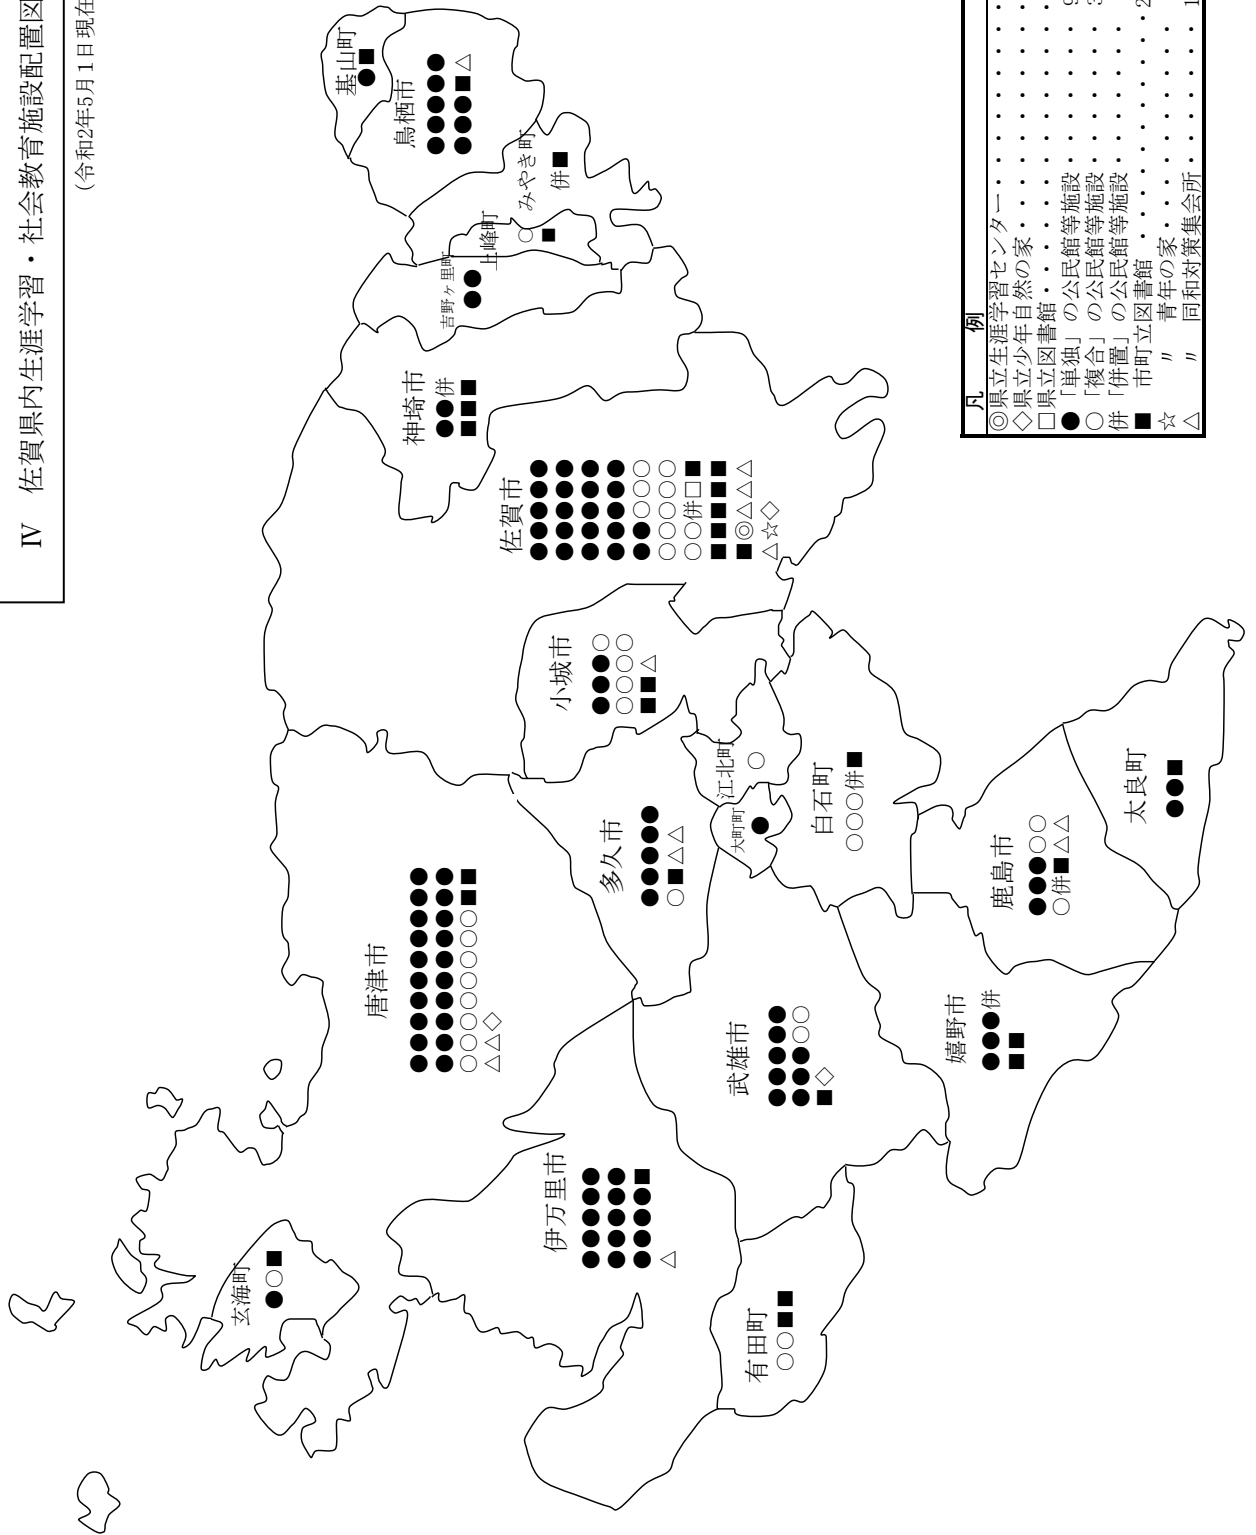 Ⅳ 佐賀県内生涯学習・社会教育施設配置図
(令和2年5月1日現在
基山町
●■
鳥栖市
●●●●●
●●●■△
みやき町
併■
上峰町
○
■
吉野ヶ里町
●●
神埼市
●●併
■■■
佐賀市
●●●●●
●●●●●
●●●●●
●●●●●
●●○○○
○○○○○
○○併□■
■■■■■
■◎△△△
△☆◇
小城市
●●●○
○○○○
■■△
多久市
●●●●●
○■△△
江北町
○
大町町
●
白石町
○○○併■
唐津市
●●●●●●●●●●
●●●●●●●●●●
○○○○○○○○■■
△△◇
玄海町
●○■
伊万里市
●●●●●
●●●●●
●●●●■
△
有田町
○○■■
武雄市
●●●●●
●●●○○
■◇
嬉野市
●●●併
■■
鹿島市
●●●○○
○併■△△
太良町
●●■
凡 例
◎県立生涯学習センター・・・・・・・・・
◇県立少年自然の家・・・・・・・・・・
□県立図書館・・・・・・・・・・・・・
●「単独」の公民館等施設・・・・・・・
○「複合」の公民館等施設・・・・・・・
併「併置」の公民館等施設・・・・・・・
■ 市町立図書館・・・・・・・・・・2
☆ 〃 青年の家・・・・・・・・・・
△ 〃 同和対策集会所・・・・・・・1